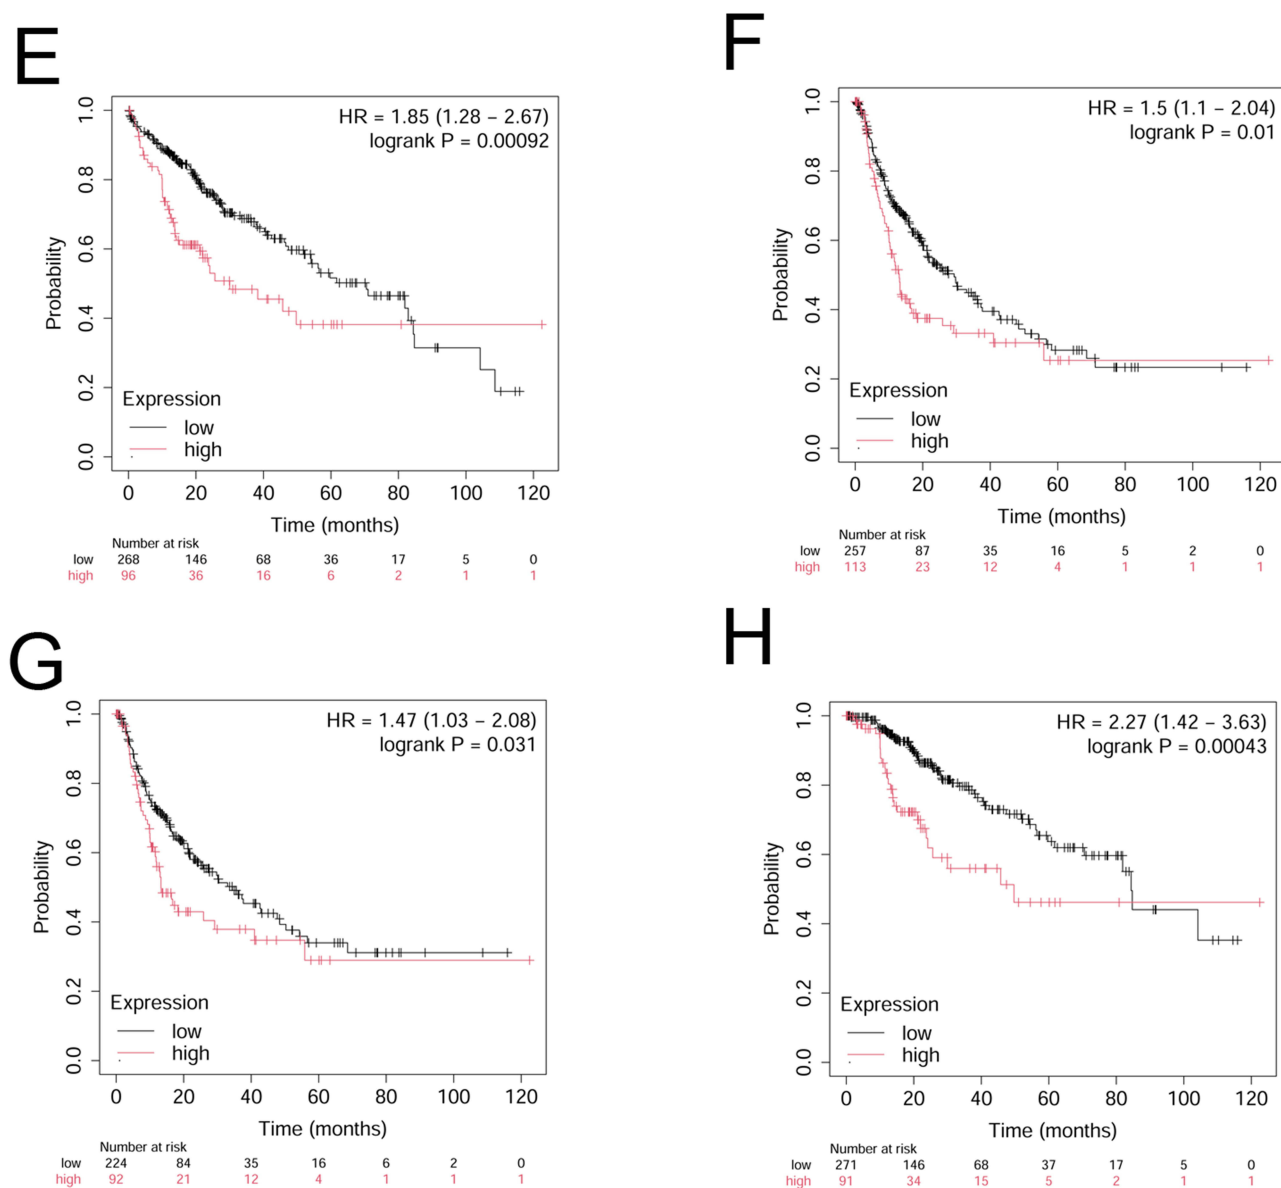 E
HR = 1.85 (1.28 – 2.67)
logrank P = 0.00092
Probability
0.0 0.2 0.4 0.6 0.8 1.0
Expression
low
high
0 20 40 60 80 100 120
Time (months)
Number at risk
low 268 146 68 36 17 5 0
high 96 36 16 6 2 1 1
F
HR = 1.5 (1.1 – 2.04)
logrank P = 0.01
Probability
0.0 0.2 0.4 0.6 0.8 1.0
Expression
low
high
0 20 40 60 80 100 120
Time (months)
Number at risk
low 257 87 35 16 5 2 0
high 113 23 12 4 1 1 1
G
HR = 1.47 (1.03 – 2.08)
logrank P = 0.031
Probability
0.0 0.2 0.4 0.6 0.8 1.0
Expression
low
high
0 20 40 60 80 100 120
Time (months)
Number at risk
low 224 84 35 16 6 2 0
high 92 21 12 4 1 1 1
H
HR = 2.27 (1.42 – 3.63)
logrank P = 0.00043
Probability
0.0 0.2 0.4 0.6 0.8 1.0
Expression
low
high
0 20 40 60 80 100 120
Time (months)
Number at risk
low 271 146 68 37 17 5 0
high 91 34 15 5 2 1 1